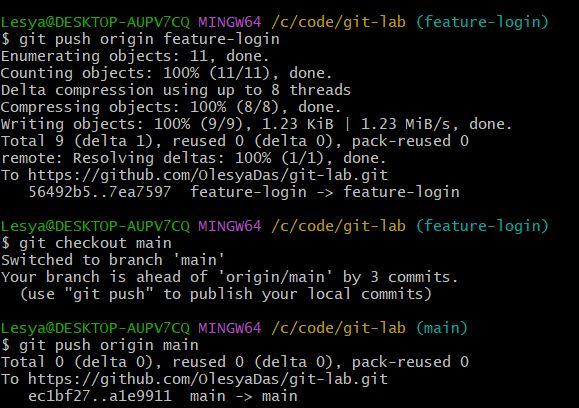 Lesya@DESKTOP-AUPV7CQ MINGW64 /c/code/git-lab (feature-login)
$ git push origin feature-login
Enumerating objects: 11, done.
Counting objects: 100% (11/11), done.
Delta compression using up to 8 threads
Compressing objects: 100% (8/8), done.
Writing objects: 100% (9/9), 1.23 KiB | 1.23 MiB/s, done.
Total 9 (delta 1), reused 0 (delta 0), pack-reused 0
remote: Resolving deltas: 100% (1/1), done.
To https://github.com/OlesyaDas/git-lab.git
   56492b5..7ea7597  feature-login -> feature-login

Lesya@DESKTOP-AUPV7CQ MINGW64 /c/code/git-lab (feature-login)
$ git checkout main
Switched to branch 'main'
Your branch is ahead of 'origin/main' by 3 commits.
  (use "git push" to publish your local commits)

Lesya@DESKTOP-AUPV7CQ MINGW64 /c/code/git-lab (main)
$ git push origin main
Total 0 (delta 0), reused 0 (delta 0), pack-reused 0
To https://github.com/OlesyaDas/git-lab.git
   ec1bf27..a1e9911  main -> main